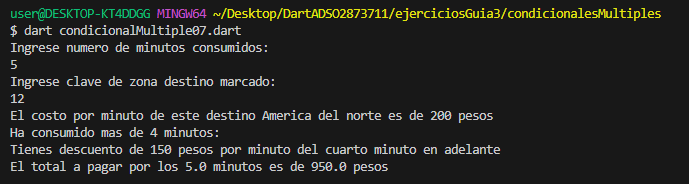 user@DESKTOP-KT4DDGG MINGW64 ~/Desktop/DartADSO2873711/ejerciciosGuia3/condicionalesMultiples
$ dart condicionalMultiple07.dart
Ingrese numero de minutos consumidos:
5
Ingrese clave de zona destino marcado:
12
El costo por minuto de este destino America del norte es de 200 pesos
Ha consumido mas de 4 minutos:
Tienes descuento de 150 pesos por minuto del cuarto minuto en adelante
El total a pagar por los 5.0 minutos es de 950.0 pesos